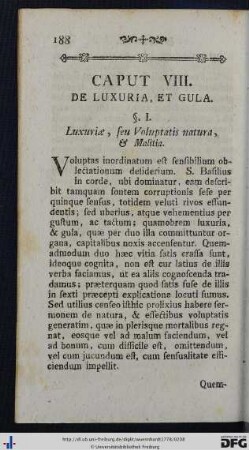 188
CAPUT VIII.
DE LUXURIA, ET GULA.
§. I.
Luxuriæ, seu Voluptatis natura,
& Malitia.
Voluptas inordinatum est sensibilium ob-
lectationum desiderium. S. Basilius
in corde, ubi dominatur, eam descri-
bit tamquam fontem corruptionis sese per
quinque sensus, totidem veluti rivos effun-
dentis; sed uberius, atque vehementius per
gustum, ac tactum; quamobrem luxuria,
& gula, quæ per duo illa committuntur or-
gana, capitalibus noxis accensentur. Quem-
admodum duo hæc vitia satis crassa sunt,
ideoque cognita, non est cur latius de illis
verba faciamus, ut ea aliis cognoscenda tra-
damus; præterquam quod satis fuse de illis
in sexti præcepti explicatione locuti sumus.
Sed utilius censeo isthic prolixius habere ser-
monem de natura, & effectibus voluptatis
generatim, quæ in plerisque mortalibus reg-
nat, eosque vel ad malum faciendum, vel
ad bonum, cum difficile est, omittendum,
vel cum jucundum est, cum sensualitate effi-
ciendum impellit.
Quem-
© Universitätsbibliothek Freiburg
DFG